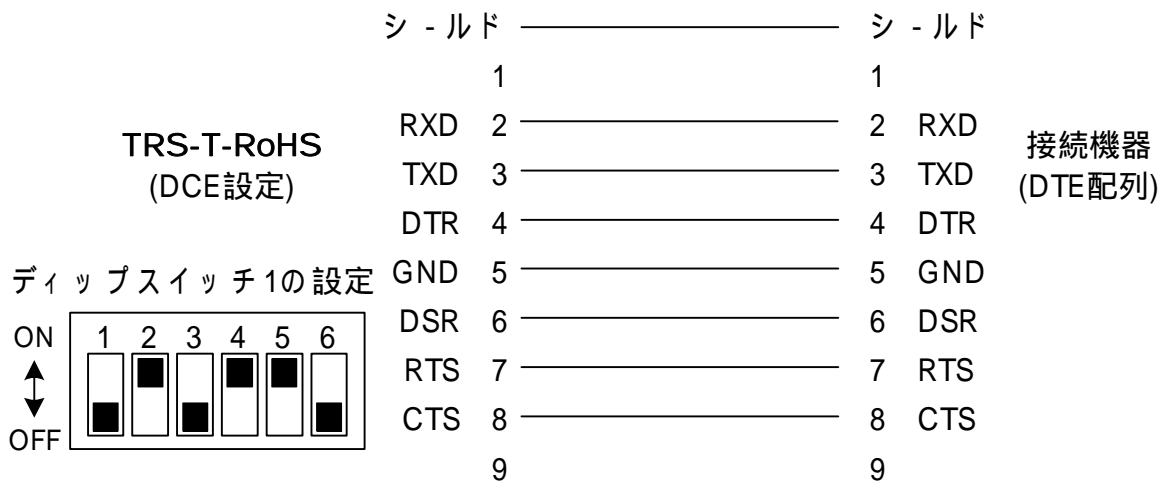 シ - ルド シ - ルド
1 1
RXD 2 2 RXD
TRS-T-RoHS
(DCE設定)
接続機器
(DTE配列)
TXD 3 3 TXD
DTR 4 4 DTR
GND 5 5 GND
ディップスイッチ1の設定
DSR 6 6 DSR
ON 1 2 3 4 5 6
RTS 7 7 RTS
CTS 8 8 CTS
OFF
9 9